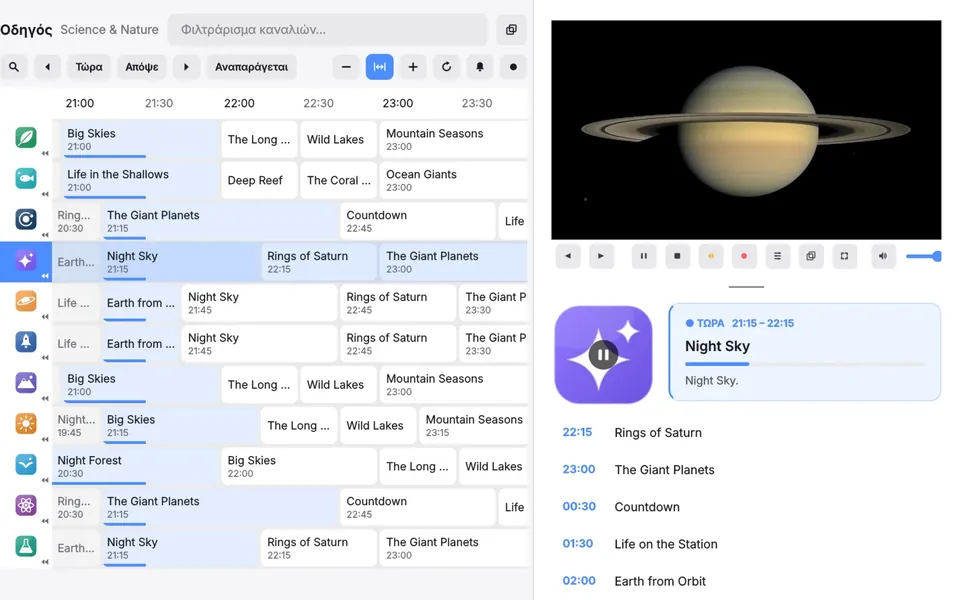 Οδηγός Science & Nature Φιλτράρισμα καναλιών...
Τώρα Απόψε Αναπαράγεται
21:00 21:30 22:00 22:30 23:00 23:30
Big Skies
21:00
The Long ...
Wild Lakes
Mountain Seasons
23:00
Life in the Shallows
21:00
Deep Reef
The Coral ...
Ocean Giants
23:00
Ring...
20:30
The Giant Planets
21:15
Countdown
22:45
Life
Earth...
Night Sky
21:15
Rings of Saturn
22:15
The Giant Planets
23:00
Life ...
Earth from ...
Night Sky
21:45
Rings of Saturn
22:45
The Giant P
23:30
Life ...
Earth from ...
Night Sky
21:45
Rings of Saturn
22:45
The Giant P
23:30
Big Skies
21:00
The Long ...
Wild Lakes
Mountain Seasons
23:00
Night...
19:45
Big Skies
21:15
The Long ...
Wild Lakes
Mountain Seasons
23:15
Night Forest
20:30
Big Skies
22:00
The Long ...
Wild Lakes
Ring...
20:30
The Giant Planets
21:15
Countdown
22:45
Life
Earth...
Night Sky
21:15
Rings of Saturn
22:15
The Giant Planets
23:00
ΤΩΡΑ 21:15 – 22:15
Night Sky
Night Sky.
22:15 Rings of Saturn
23:00 The Giant Planets
00:30 Countdown
01:30 Life on the Station
02:00 Earth from Orbit